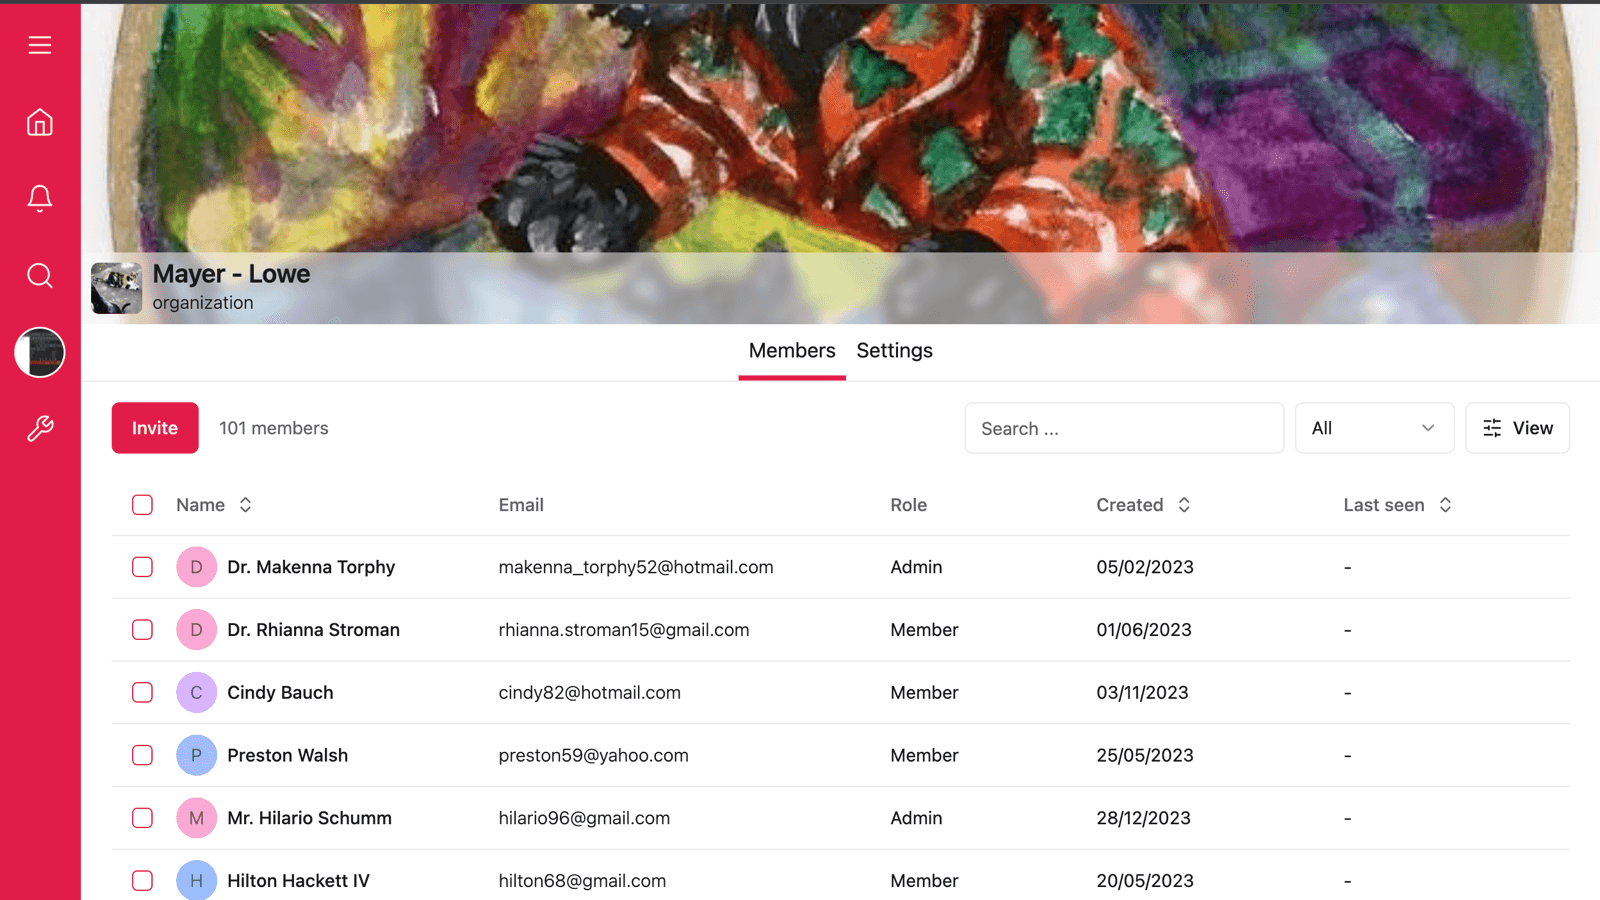 Mayer - Lowe
organization
Members Settings
Invite 101 members Search ... All View
Name Email Role Created Last seen
D Dr. Makenna Torphy makenna_torphy52@hotmail.com Admin 05/02/2023 -
D Dr. Rhianna Stroman rhianna.stroman15@gmail.com Member 01/06/2023 -
C Cindy Bauch cindy82@hotmail.com Member 03/11/2023 -
P Preston Walsh preston59@yahoo.com Member 25/05/2023 -
M Mr. Hilario Schumm hilario96@gmail.com Admin 28/12/2023 -
H Hilton Hackett IV hilton68@gmail.com Member 20/05/2023 -